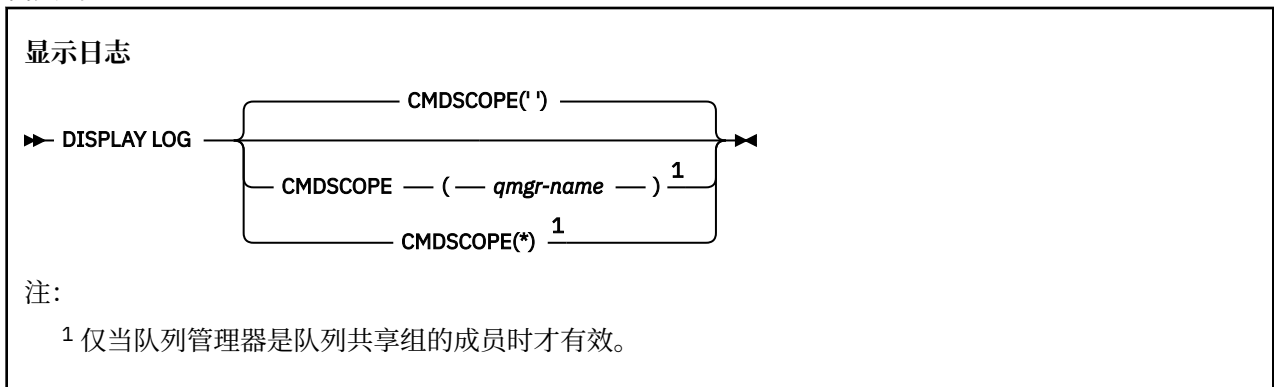 显示日志
CMDSCOPE(' ')
DISPLAY LOG
CMDSCOPE ( qmgr-name ) 1
CMDSCOPE(*) 1
注:
1 仅当队列管理器是队列共享组的成员时才有效。